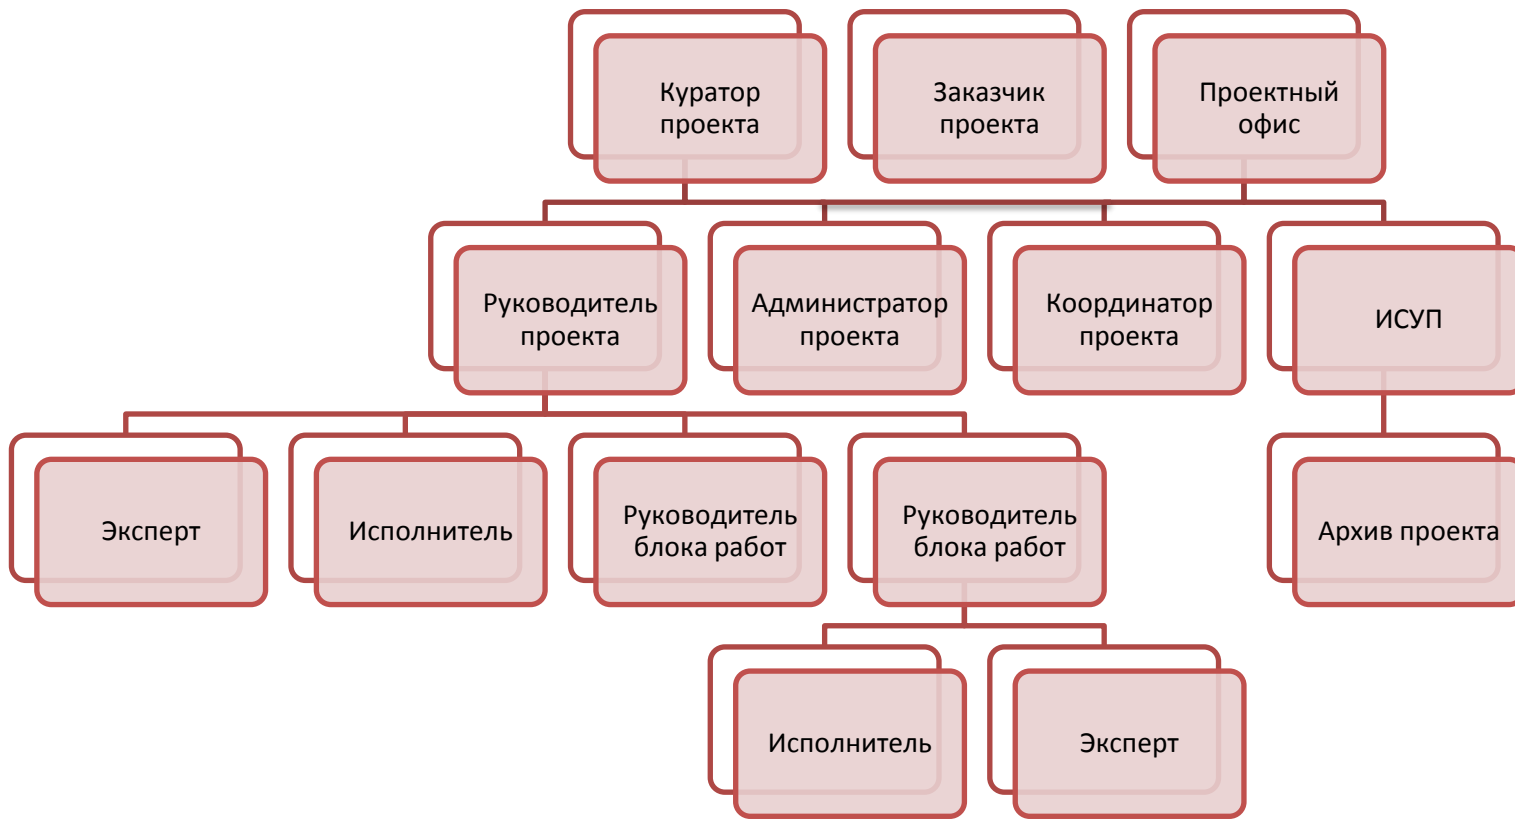 Куратор
проекта
Заказчик
проекта
Проектный
офис
Руководитель
проекта
Администратор
проекта
Координатор
проекта
ИСУП
Эксперт
Исполнитель
Руководитель
блока работ
Руководитель
блока работ
Архив проекта
Исполнитель
Эксперт